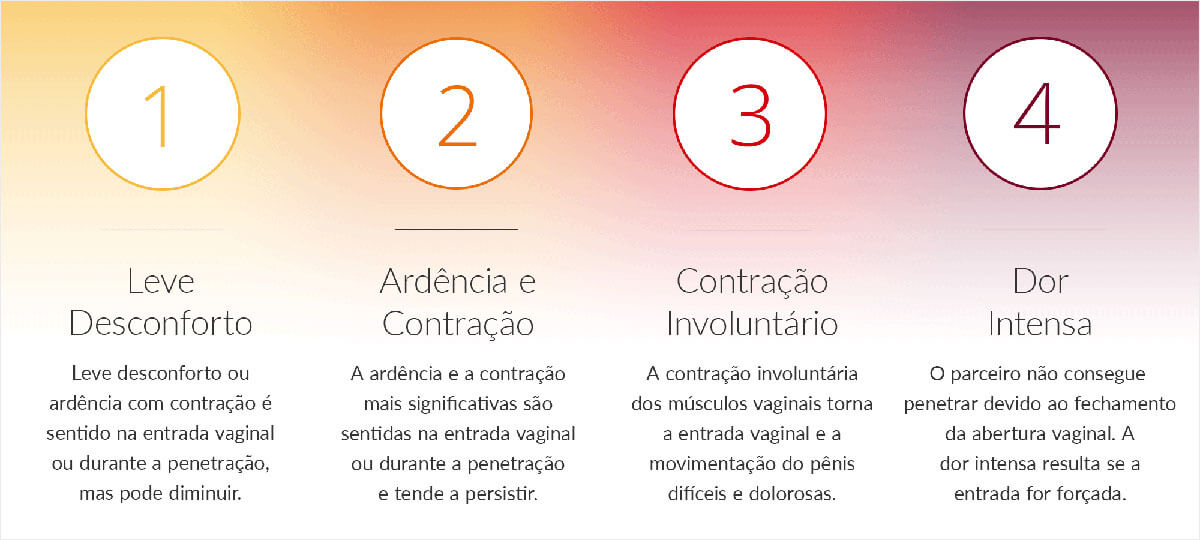 1
Leve
Desconforto
Leve desconforto ou
ardência com contração é
sentido na entrada vaginal
ou durante a penetração,
mas pode diminuir.
2
Ardência e
Contração
A ardência e a contração
mais significativas são
sentidas na entrada vaginal
ou durante a penetração
e tende a persistir.
3
Contração
Involuntário
A contração involuntária
dos músculos vaginais torna
a entrada vaginal e a
movimentação do pênis
difíceis e dolorosas.
4
Dor
Intensa
O parceiro não consegue
penetrar devido ao fechamento
da abertura vaginal. A
dor intensa resulta se a
entrada for forçada.